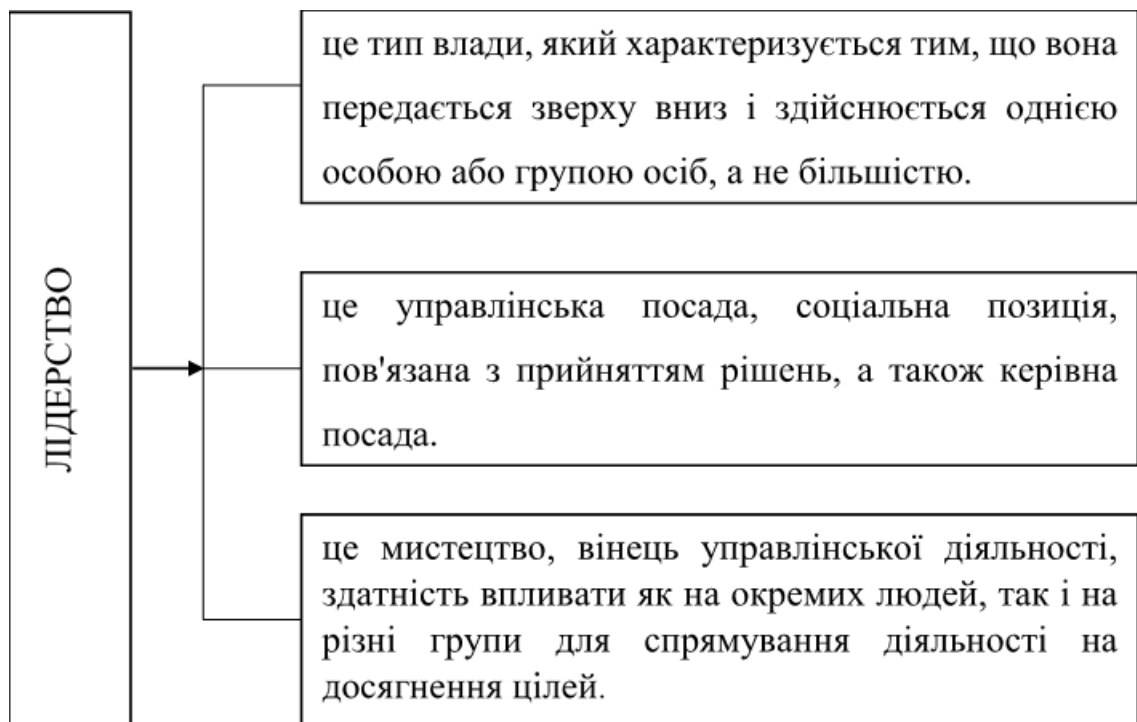 ЛІДЕРСТВО
це тип влади, який характеризується тим, що вона
передається зверху вниз і здійснюється однією
особою або групою осіб, а не більшістю.
це управлінська посада, соціальна позиція,
пов'язана з прийняттям рішень, а також керівна
посада.
це мистецтво, вінець управлінської діяльності,
здатність впливати як на окремих людей, так і на
різні групи для спрямування діяльності на
досягнення цілей.